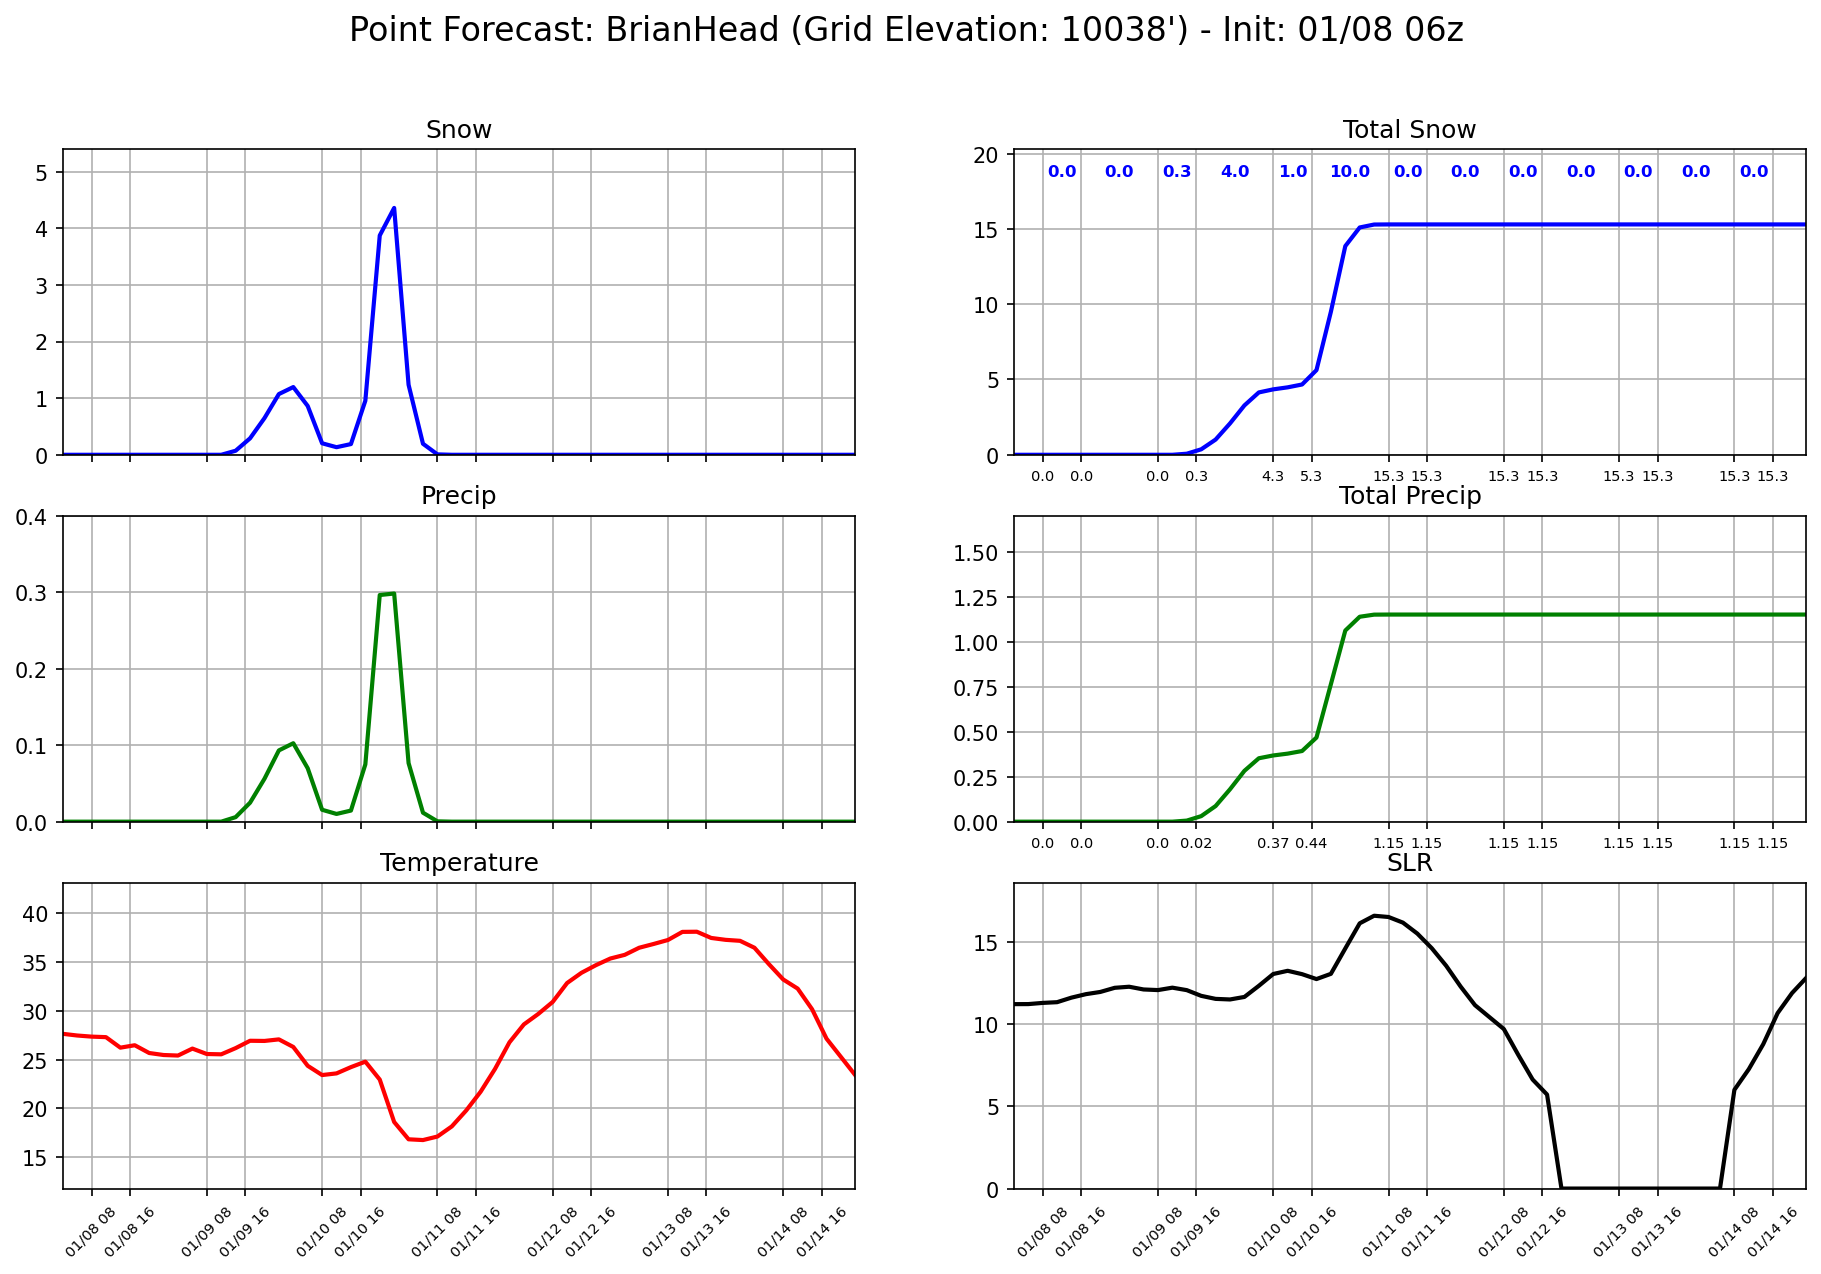 Point Forecast: BrianHead (Grid Elevation: 10038') - Init: 01/08 06z
Snow
5
4
3
2
1
0
Total Snow
20
15
10
5
0
0.0 0.0 0.3 4.0 1.0 10.0 0.0 0.0 0.0 0.0 0.0 0.0 0.0
0.0 0.0 0.0 0.3 4.3 5.3 15.3 15.3 15.3 15.3 15.3 15.3 15.3 15.3
Precip
0.4
0.3
0.2
0.1
0.0
Total Precip
1.50
1.25
1.00
0.75
0.50
0.25
0.00
0.0 0.0 0.0 0.02 0.37 0.44 1.15 1.15 1.15 1.15 1.15 1.15 1.15 1.15
Temperature
40
35
30
25
20
15
01/08 08 01/08 16 01/09 08 01/09 16 01/10 08 01/10 16 01/11 08 01/11 16 01/12 08 01/12 16 01/13 08 01/13 16 01/14 08 01/14 16
SLR
15
10
5
0
01/08 08 01/08 16 01/09 08 01/09 16 01/10 08 01/10 16 01/11 08 01/11 16 01/12 08 01/12 16 01/13 08 01/13 16 01/14 08 01/14 16